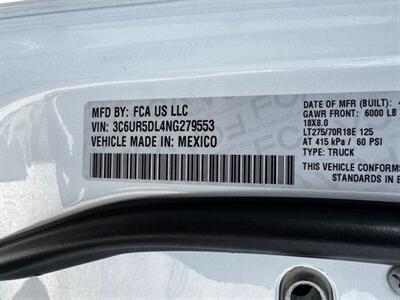 MFD BY: FCA US LLC
VIN: 3C6UR5DL4NG279553
VEHICLE MADE IN: MEXICO
DATE OF MFR (BUILT): 4
GAWR FRONT: 6000 LB
18X8.0
LT275/70R18E 125
AT 415 kPa / 60 PSI
TYPE: TRUCK
THIS VEHICLE CONFORMS
STANDARDS IN E